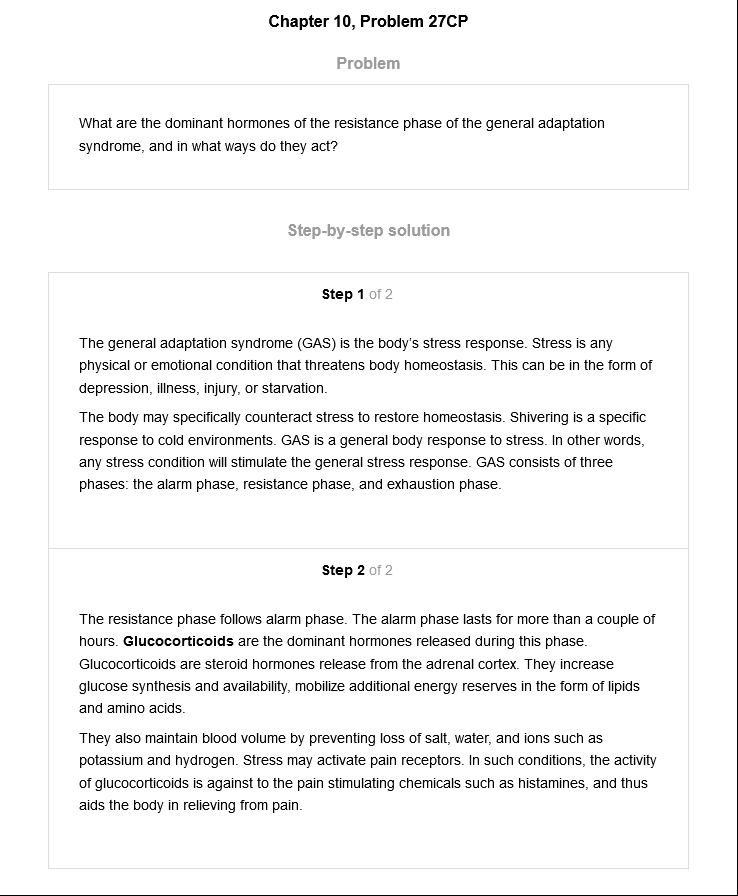 Chapter 10, Problem 27CP
Problem
What are the dominant hormones of the resistance phase of the general adaptation
syndrome, and in what ways do they act?
Step-by-step solution
Step 1 of 2
The general adaptation syndrome (GAS) is the body's stress response. Stress is any
physical or emotional condition that threatens body homeostasis. This can be in the form of
depression, illness, injury, or starvation.
The body may specifically counteract stress to restore homeostasis. Shivering is a specific
response to cold environments. GAS is a general body response to stress. In other words,
any stress condition will stimulate the general stress response. GAS consists of three
phases: the alarm phase, resistance phase, and exhaustion phase.
Step 2 of 2
The resistance phase follows alarm phase. The alarm phase lasts for more than a couple of
hours. Glucocorticoids are the dominant hormones released during this phase.
Glucocorticoids are steroid hormones release from the adrenal cortex. They increase
glucose synthesis and availability, mobilize additional energy reserves in the form of lipids
and amino acids.
They also maintain blood volume by preventing loss of salt, water, and ions such as
potassium and hydrogen. Stress may activate pain receptors. In such conditions, the activity
of glucocorticoids is against to the pain stimulating chemicals such as histamines, and thus
aids the body in relieving from pain.